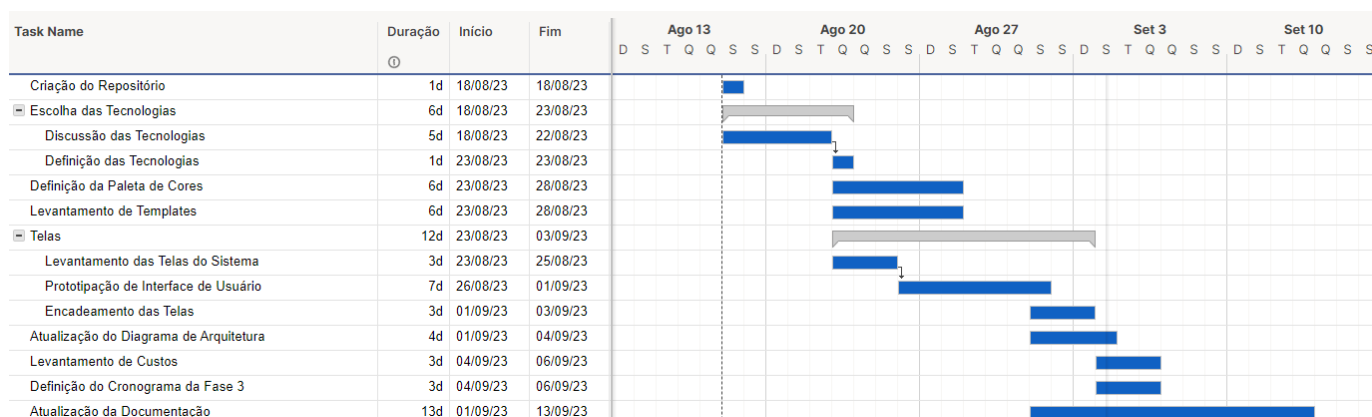 Task Name Duração Início Fim Ago 13 Ago 20 Ago 27 Set 3 Set 10
D S T Q Q S S D S T Q Q S S D S T Q Q S S D S T Q Q S S D S T Q Q S S
Criação do Repositório 1d 18/08/23 18/08/23
Escolha das Tecnologias 6d 18/08/23 23/08/23
Discussão das Tecnologias 5d 18/08/23 22/08/23
Definição das Tecnologias 1d 23/08/23 23/08/23
Definição da Paleta de Cores 6d 23/08/23 28/08/23
Levantamento de Templates 6d 23/08/23 28/08/23
Telas 12d 23/08/23 03/09/23
Levantamento das Telas do Sistema 3d 23/08/23 25/08/23
Prototipação de Interface de Usuário 7d 26/08/23 01/09/23
Encadeamento das Telas 3d 01/09/23 03/09/23
Atualização do Diagrama de Arquitetura 4d 01/09/23 04/09/23
Levantamento de Custos 3d 04/09/23 06/09/23
Definição do Cronograma da Fase 3 3d 04/09/23 06/09/23
Atualização da Documentação 13d 01/09/23 13/09/23